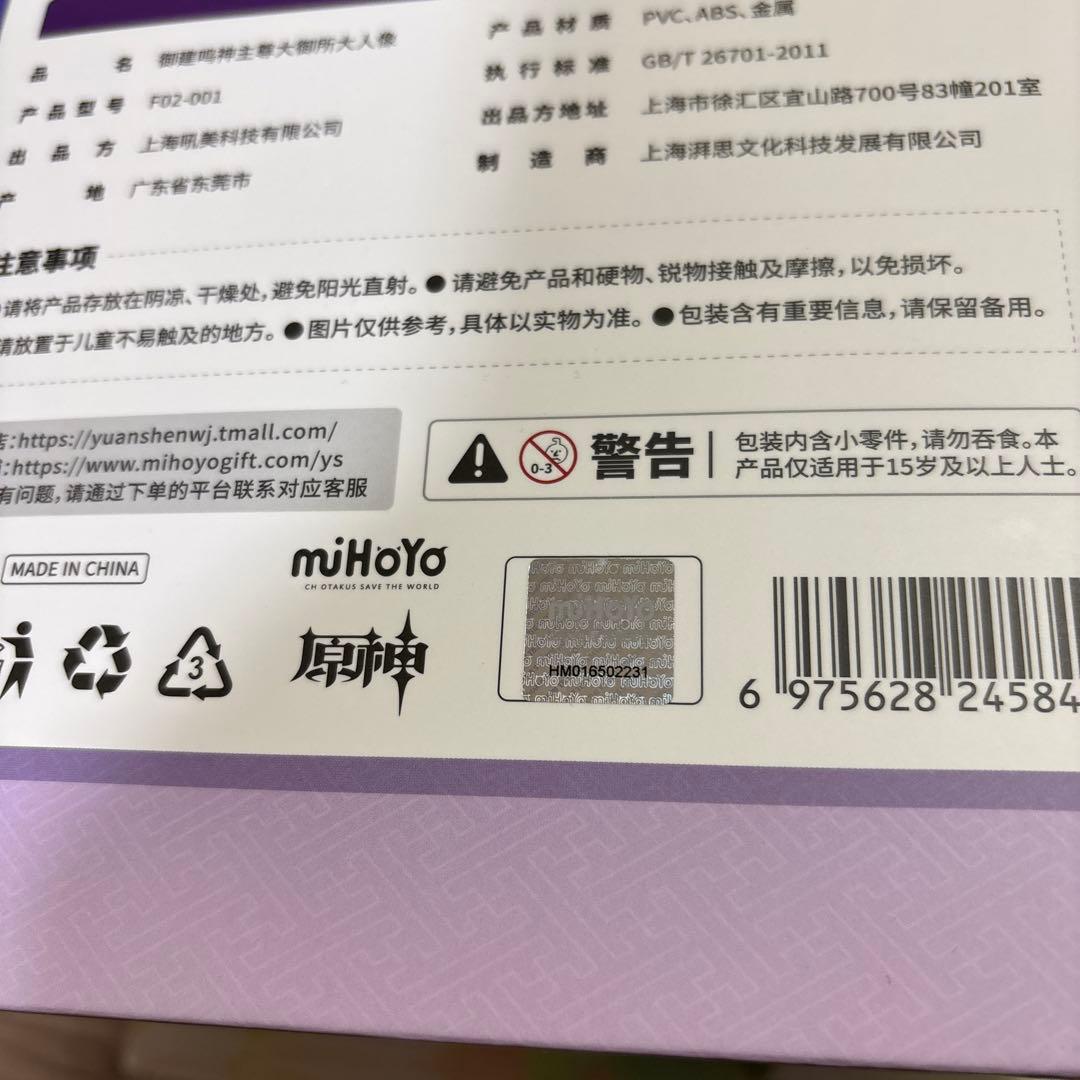 品 名 御建鸣神主尊大御所大人像
产品材质 PVC、ABS、金属
产品型号 F02-001
执行标准 GB/T 26701-2011
出品方 上海吼美科技有限公司
出品方地址 上海市徐汇区宜山路700号83幢201室
产 地 广东省东莞市
制造商 上海湃思文化科技发展有限公司
注意事项
请将产品存放在阴凉、干燥处,避免阳光直射。●请避免产品和硬物、锐物接触及摩擦,以免损坏。
请放置于儿童不易触及的地方。●图片仅供参考,具体以实物为准。●包装含有重要信息,请保留备用。
:https://yuanshenwj.tmall.com/
:https://www.mihoyogift.com/ys
有问题,请通过下单的平台联系对应客服
0-3
警告
包装内含小零件,请勿吞食。本
产品仅适用于15岁及以上人士。
MADE IN CHINA
miHoYo
CH OTAKUS SAVE THE WORLD
原神
3
miHoYo
HM016502231
6 975628 24584